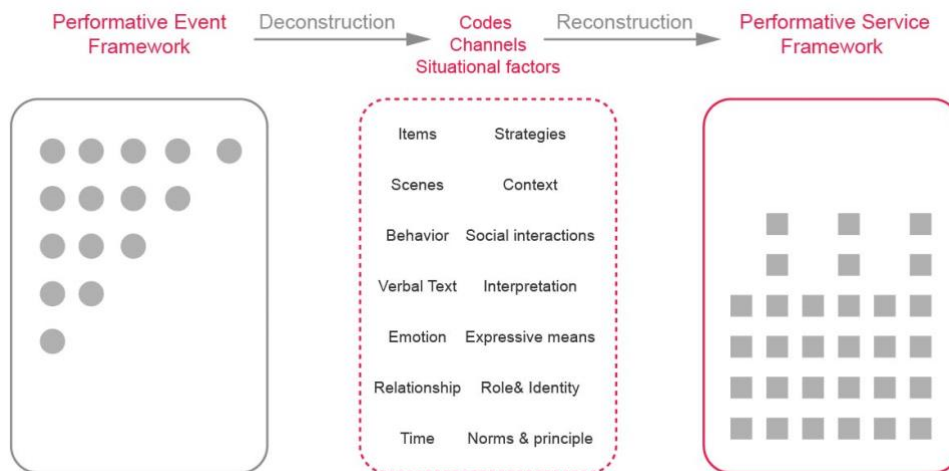 Performative Event
Framework
Deconstruction
Codes
Channels
Situational factors
Reconstruction
Performative Service
Framework
Items Strategies
Scenes Context
Behavior Social interactions
Verbal Text Interpretation
Emotion Expressive means
Relationship Role& Identity
Time Norms & principle